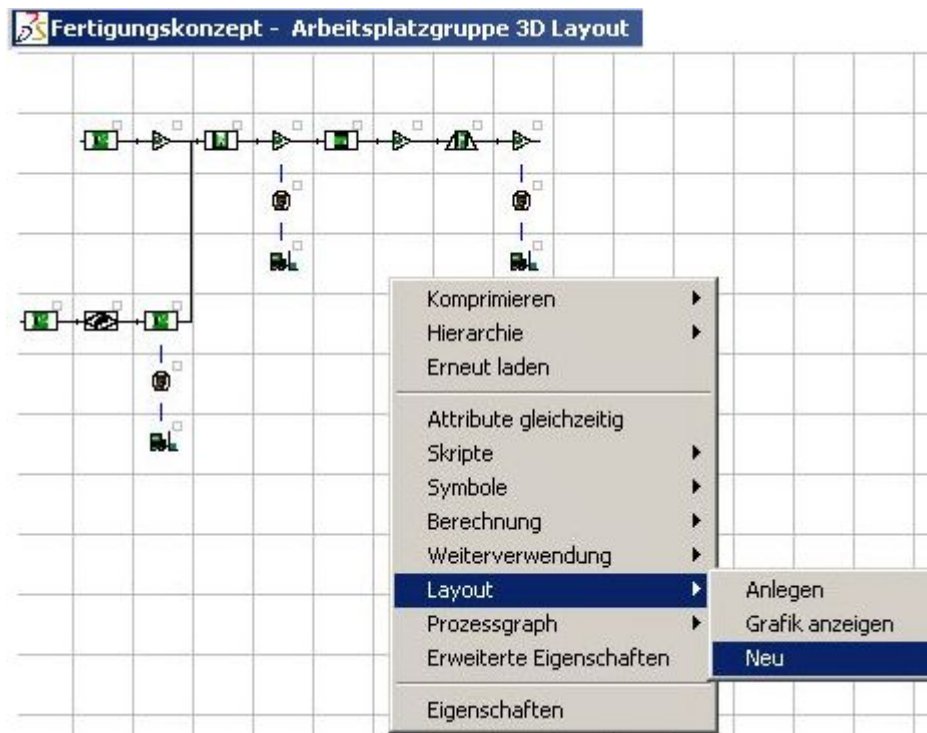 Fertigungskonzept - Arbeitsplatzgruppe 3D Layout
Komprimieren
Hierarchie
Erneut laden
Attribute gleichzeitig
Skripte
Symbole
Berechnung
Weiterverwendung
Layout
Prozessgraph
Erweiterte Eigenschaften
Eigenschaften
Anlegen
Grafik anzeigen
Neu